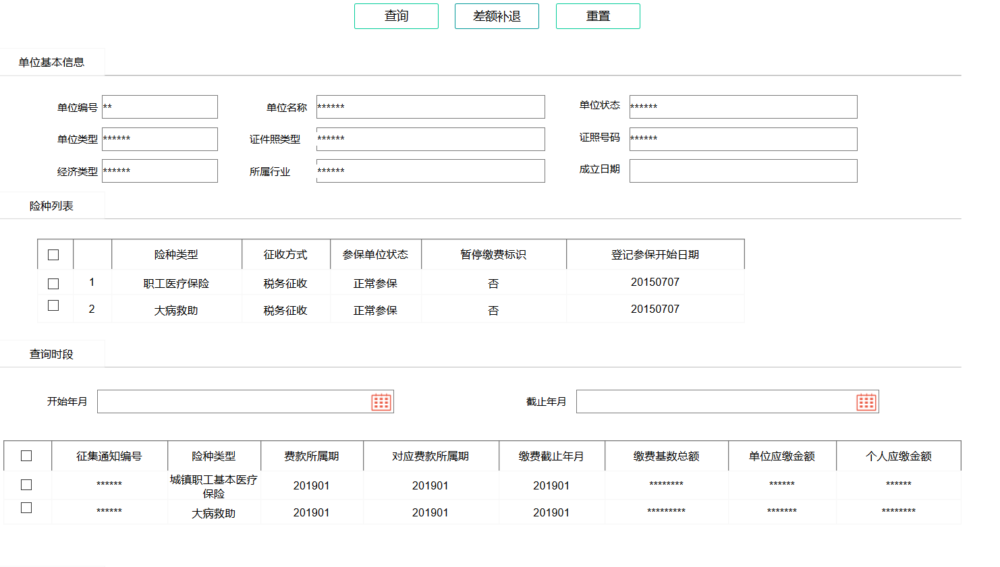 查询 差额补退 重置
单位基本信息
单位编号 ** 单位名称 ****** 单位状态 ******
单位类型 ****** 证件照类型 ****** 证照号码 ******
经济类型 ****** 所属行业 ****** 成立日期
险种列表
险种类型 征收方式 参保单位状态 暂停缴费标识 登记参保开始日期
1 职工医疗保险 税务征收 正常参保 否 20150707
2 大病救助 税务征收 正常参保 否 20150707
查询时段
开始年月 截止年月
征集通知编号 险种类型 费款所属期 对应费款所属期 缴费截止年月 缴费基数总额 单位应缴金额 个人应缴金额
****** 城镇职工基本医疗保险 201901 201901 201901 ******** ****** ******
****** 大病救助 201901 201901 201901 ********* ******* ********